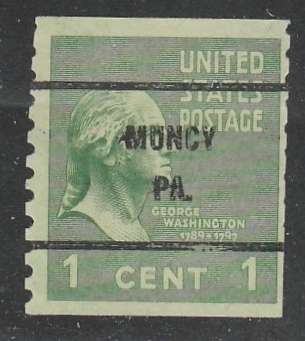 UNITED
STATES
POSTAGE
MUNCY
PA.
GEORGE
WASHINGTON
1789-1797
1 CENT 1